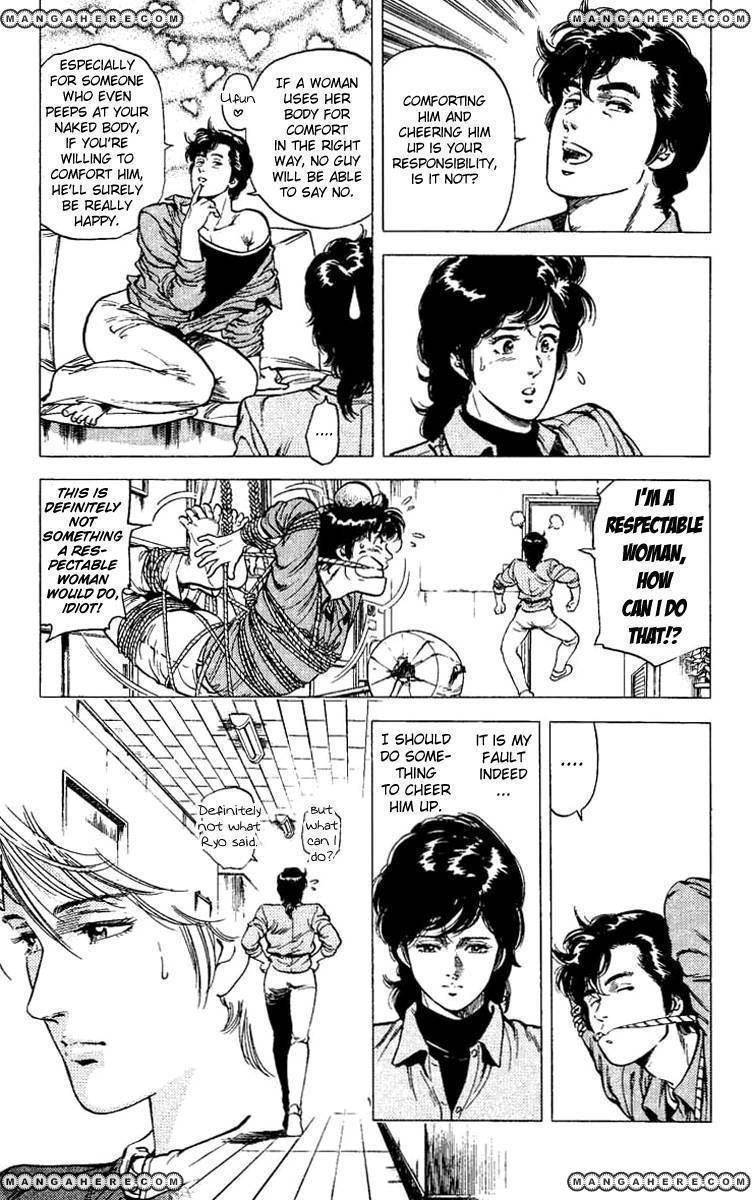 MANGAHERE.COM
MANGAHERE.COM
COMFORTING
HIM AND
CHEERING HIM
UP IS YOUR
RESPONSIBILITY,
IS IT NOT?
IF A WOMAN
USES HER
BODY FOR
COMFORT
IN THE RIGHT
WAY, NO GUY
WILL BE ABLE
TO SAY NO.
Ufun
ESPECIALLY
FOR SOMEONE
WHO EVEN
PEEPS AT YOUR
NAKED BODY,
IF YOU'RE
WILLING TO
COMFORT HIM,
HE'LL SURELY
BE REALLY
HAPPY.
....
I'M A
RESPECTABLE
WOMAN,
HOW
CAN I DO
THAT!?
THIS IS
DEFINITELY
NOT
SOMETHING
A RES-
PECTABLE
WOMAN
WOULD DO,
IDIOT!
....
IT IS MY
FAULT
INDEED
...
I SHOULD
DO SOME-
THING
TO CHEER
HIM UP.
But
what
can I
do?
Definitely
not what
Ryo said.
MANGAHERE.COM
MANGAHERE.COM